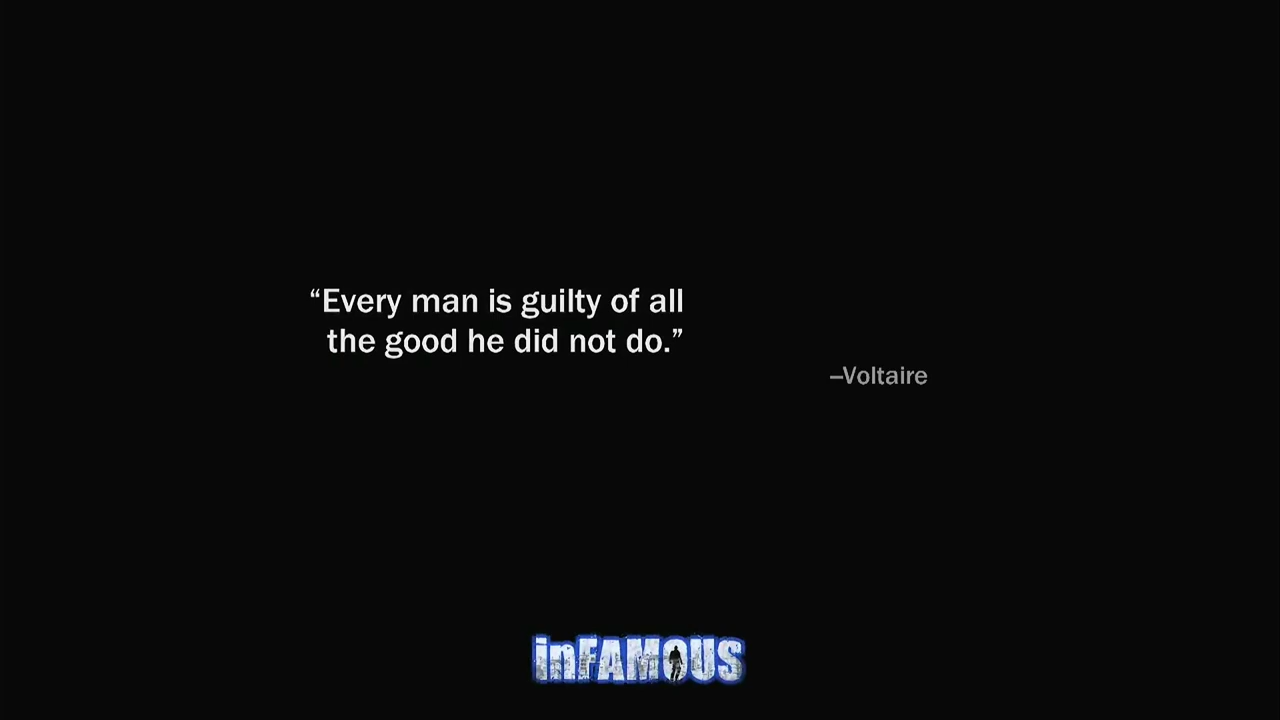 “Every man is guilty of all
the good he did not do.”
–Voltaire
inFAMOUS